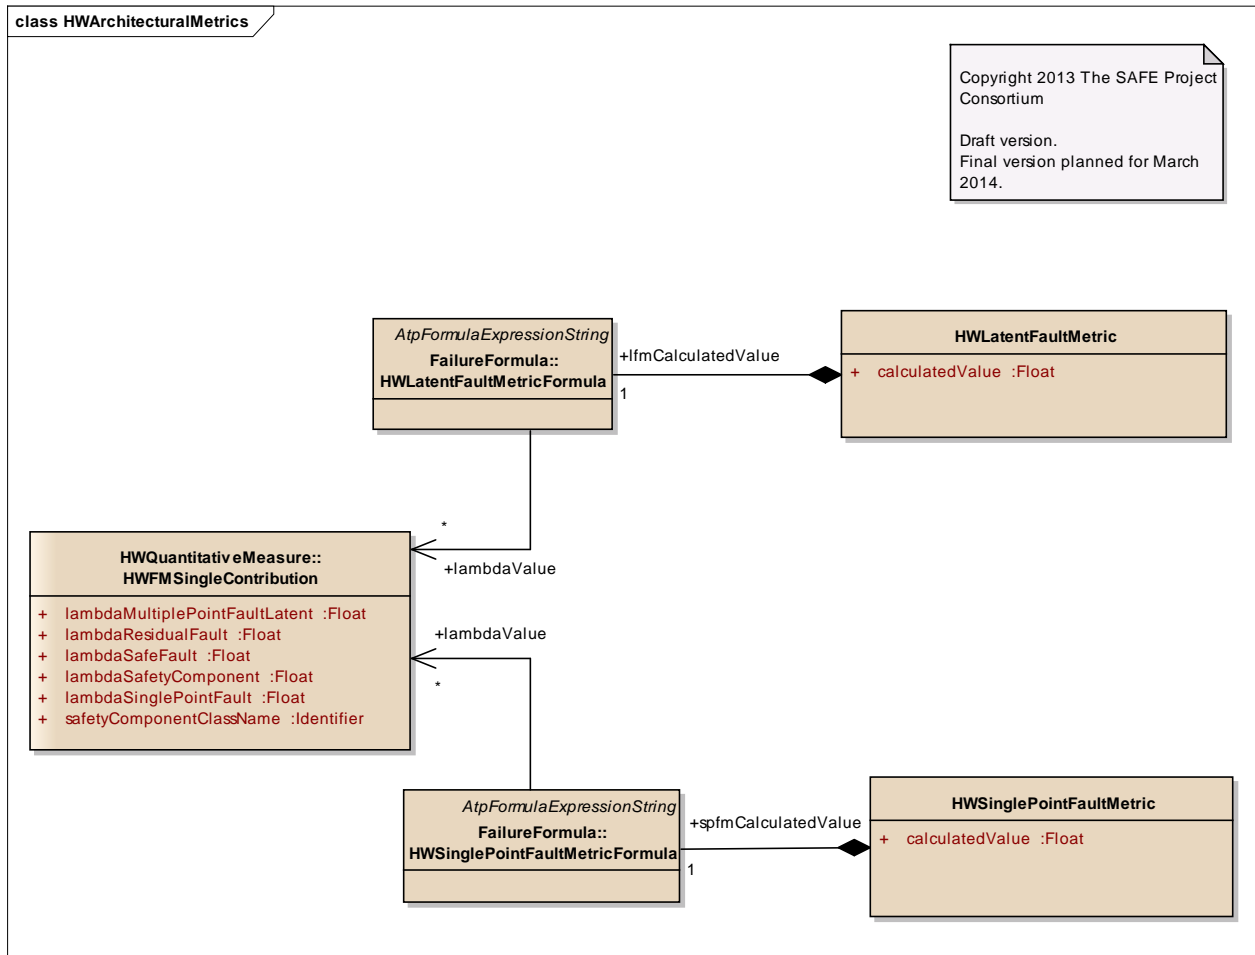 class HWArchitecturalMetrics
Copyright 2013 The SAFE Project
Consortium
Draft version.
Final version planned for March
2014.
AtpFormulaExpressionString
FailureFormula::
HWLatentFaultMetricFormula
+lfmCalculatedValue
1
HWLatentFaultMetric
+ calculatedValue :Float
*
+lambdaValue
HWQuantitativeMeasure::
HWFMSingleContribution
+ lambdaMultiplePointFaultLatent :Float
+ lambdaResidualFault :Float
+ lambdaSafeFault :Float
+ lambdaSafetyComponent :Float
+ lambdaSinglePointFault :Float
+ safetyComponentClassName :Identifier
+lambdaValue
*
AtpFormulaExpressionString
FailureFormula::
HWSinglePointFaultMetricFormula
+spfmCalculatedValue
1
HWSinglePointFaultMetric
+ calculatedValue :Float